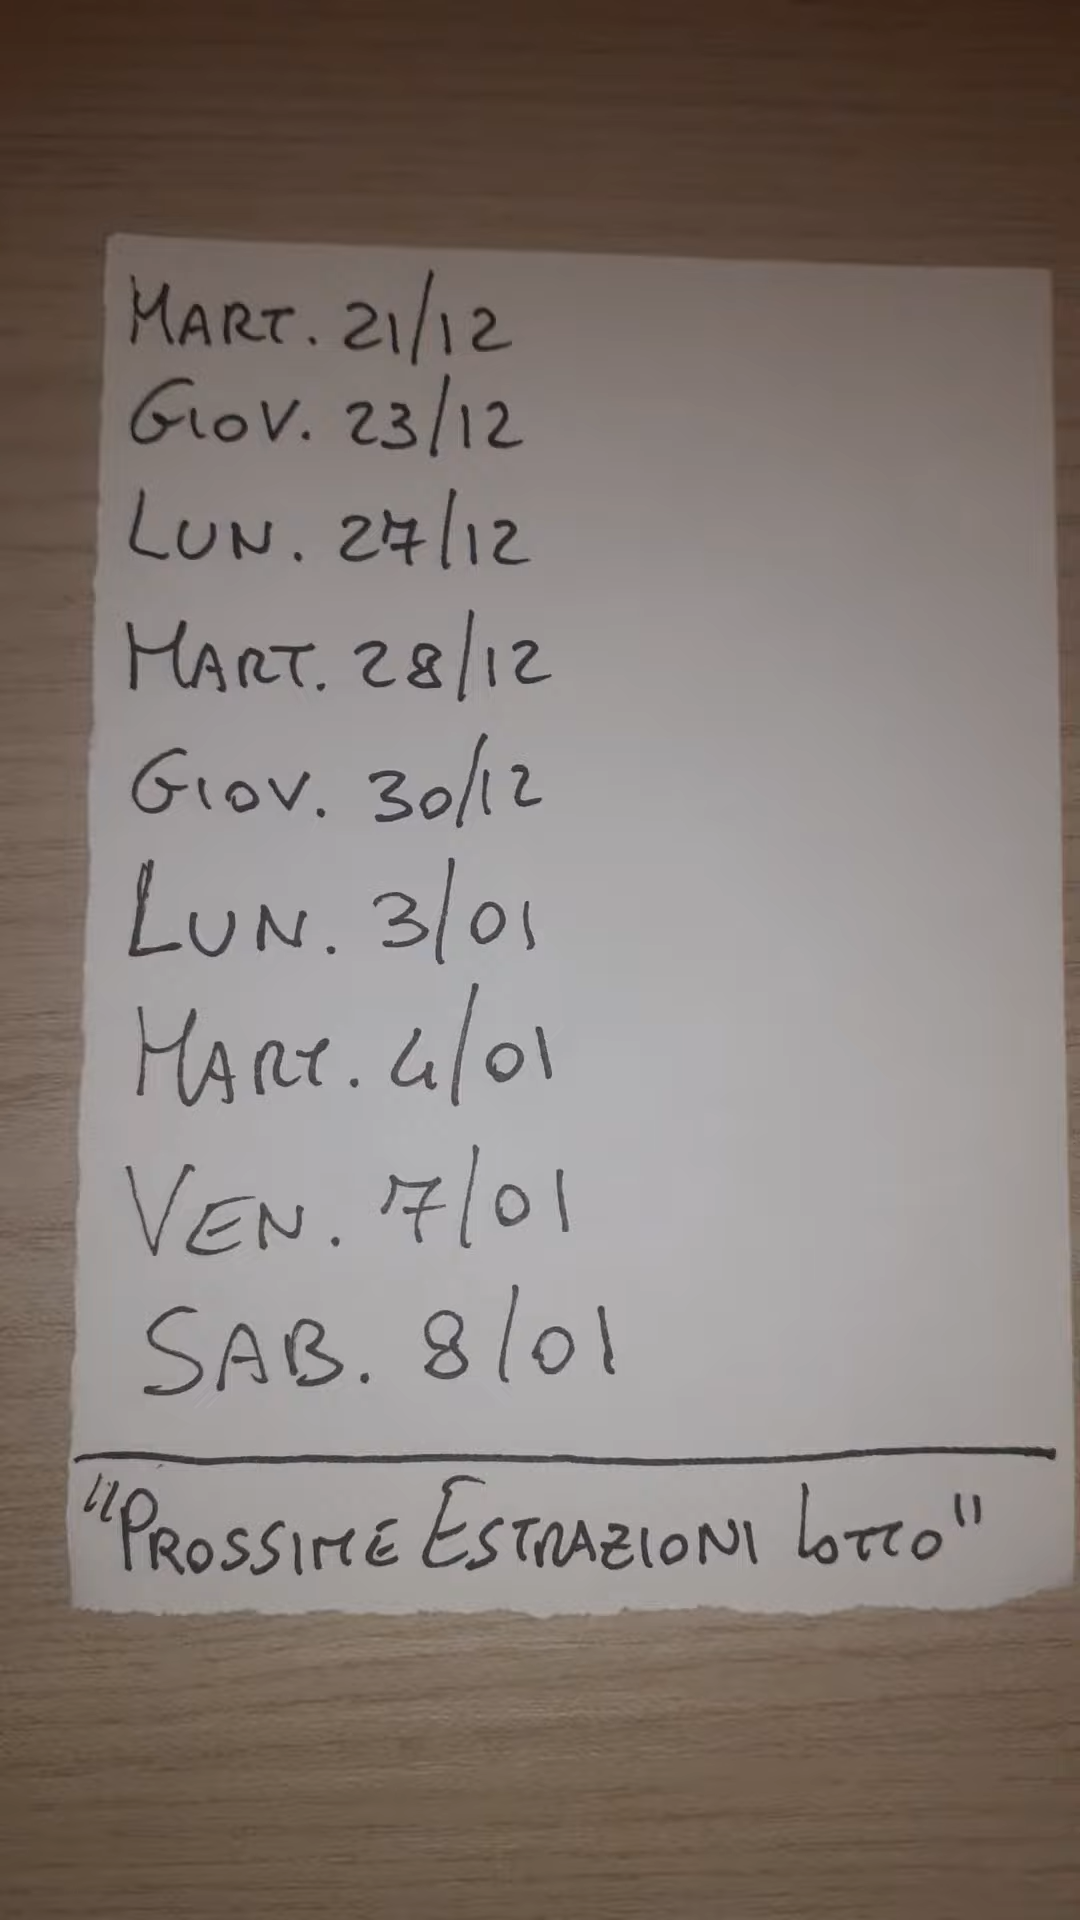 MART. 21/12
GIOV. 23/12
LUN. 27/12
MART. 28/12
GIOV. 30/12
LUN. 3/01
MART. 4/01
VEN. 7/01
SAB. 8/01
"PROSSIME ESTRAZIONI LOTTO"